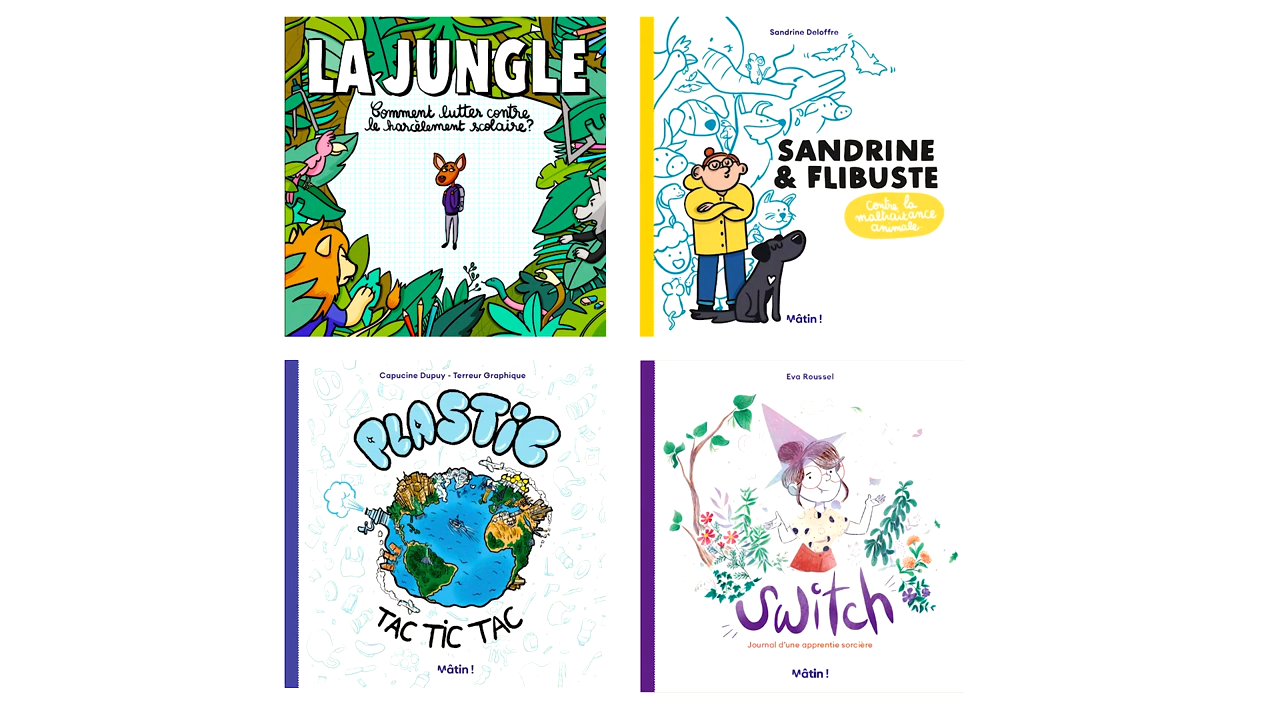 LA JUNGLE
Comment lutter contre
le harcèlement scolaire?
Sandrine Deloffre
SANDRINE
& FLIBUSTE
Contre la
maltraitance
animale
Mâtin !
Capucine Dupuy - Terreur Graphique
PLASTIC
TAC TIC TAC
Mâtin !
Eva Roussel
switch
Journal d'une apprentie sorcière
Mâtin !